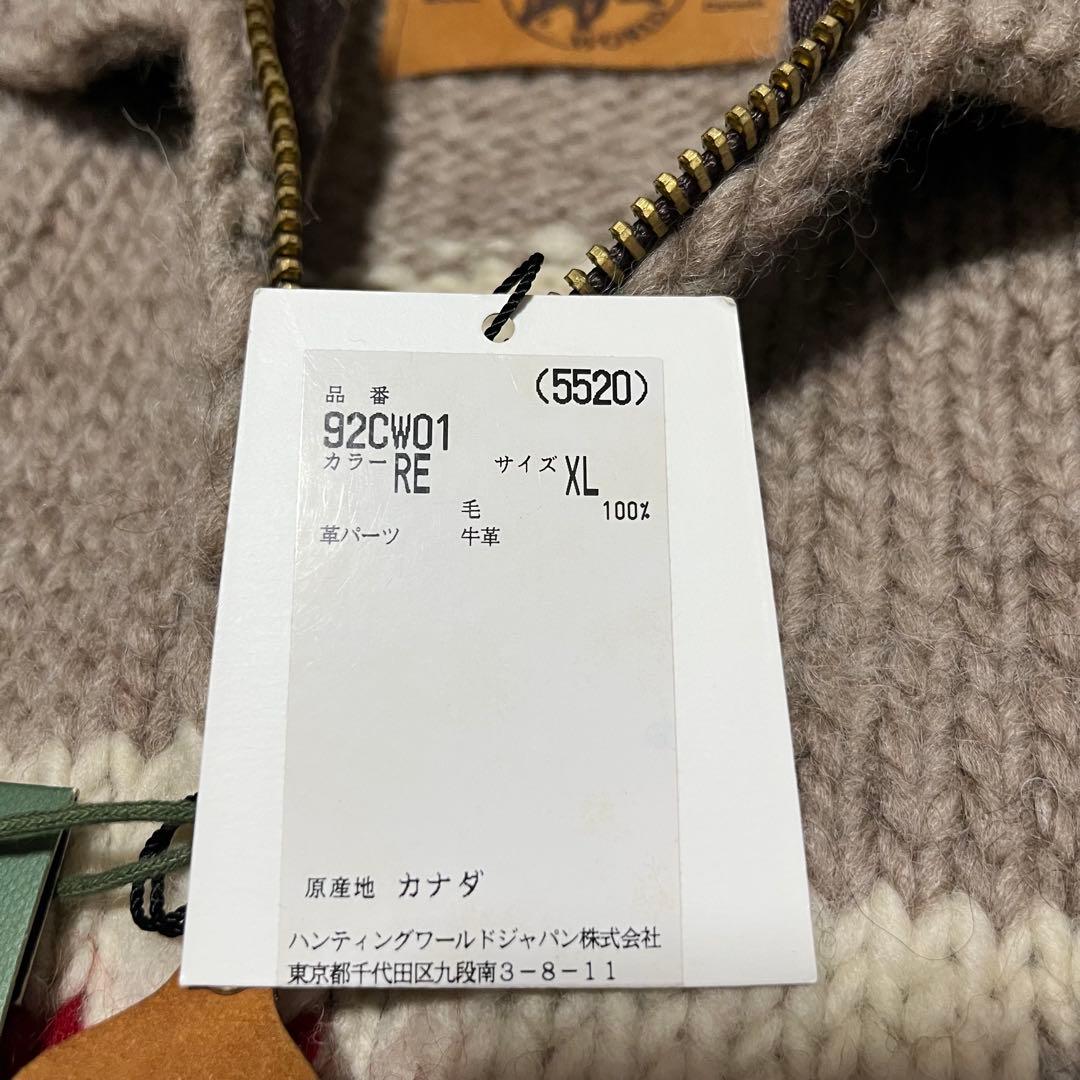 WORLD
品番 (5520)
92CW01
カラー RE サイズ XL
毛 100%
革パーツ 牛革
原産地 カナダ
ハンティングワールドジャパン株式会社
東京都千代田区九段南3-8-11